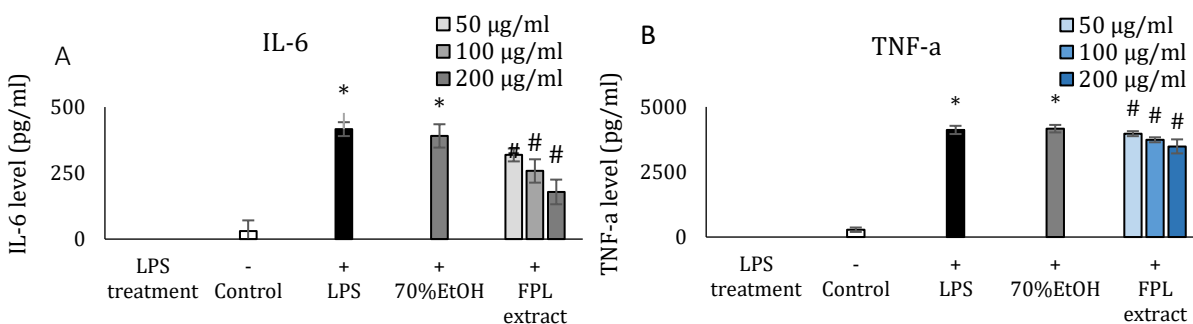 A
IL-6
50 μg/ml
100 μg/ml
200 μg/ml
IL-6 level (pg/ml)
500
250
0
*
*
#
#
#
LPS treatment
-
+
+
+
Control
LPS
70%EtOH
FPL extract
B
TNF-a
50 μg/ml
100 μg/ml
200 μg/ml
TNF-a level (pg/ml)
5000
2500
0
*
*
# # #
LPS treatment
-
+
+
+
Control
LPS
70%EtOH
FPL extract